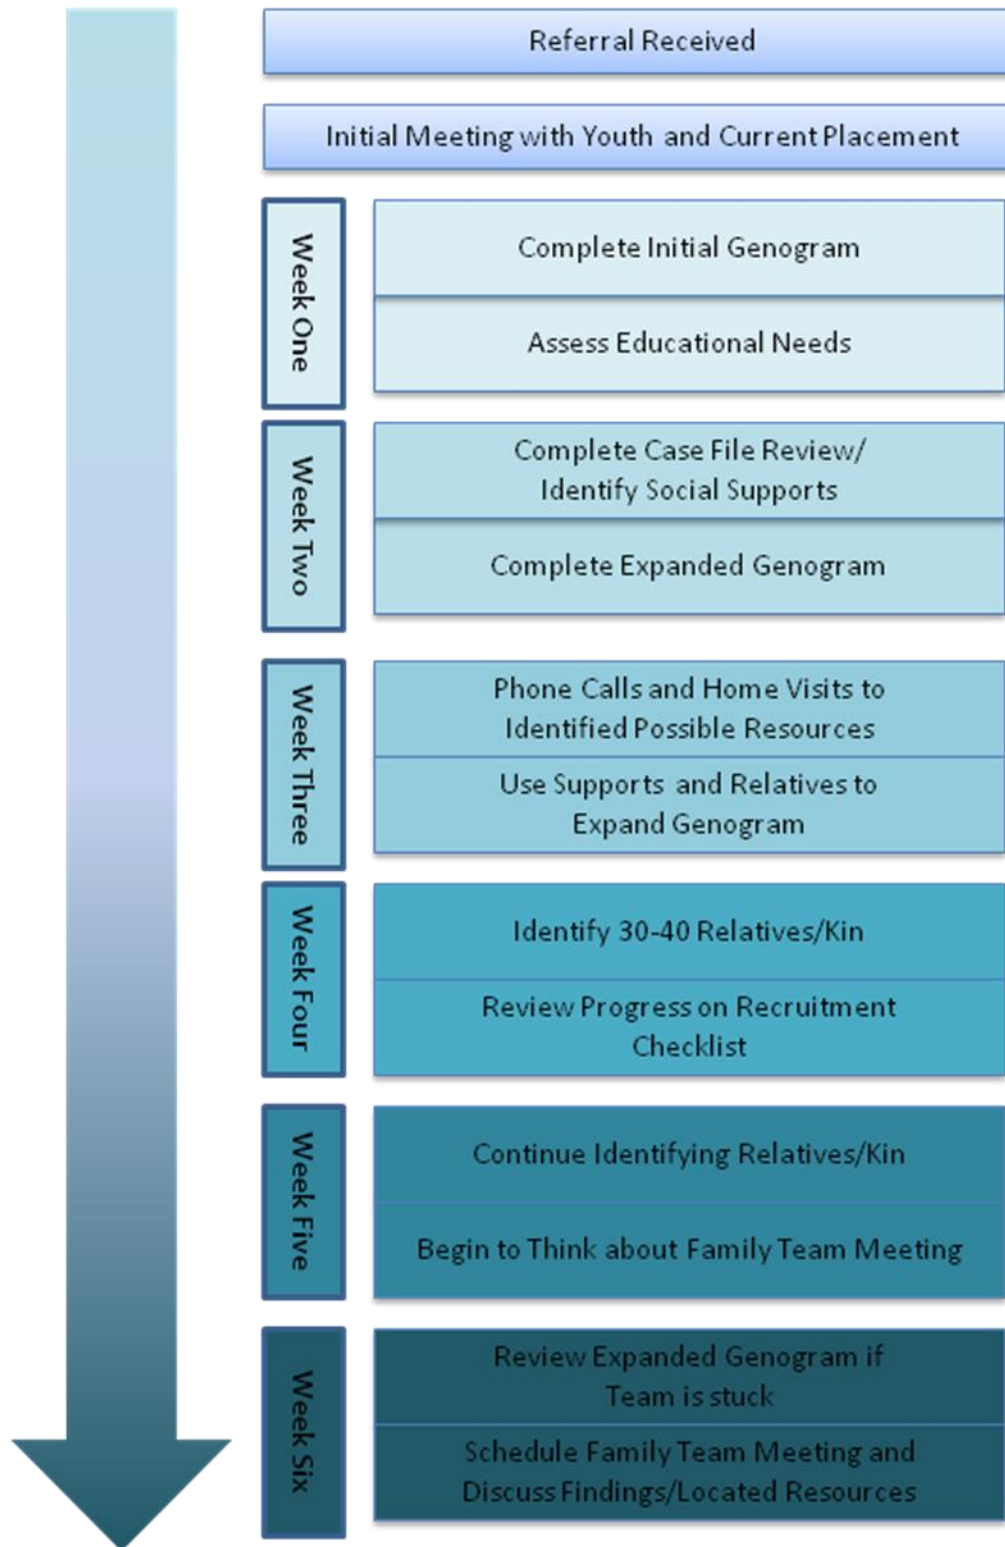 Referral Received
Initial Meeting with Youth and Current Placement
Week One
Complete Initial Genogram
Assess Educational Needs
Week Two
Complete Case File Review/
Identify Social Supports
Complete Expanded Genogram
Week Three
Phone Calls and Home Visits to
Identified Possible Resources
Use Supports and Relatives to
Expand Genogram
Week Four
Identify 30-40 Relatives/Kin
Review Progress on Recruitment
Checklist
Week Five
Continue Identifying Relatives/Kin
Begin to Think about Family Team Meeting
Week Six
Review Expanded Genogram if
Team is stuck
Schedule Family Team Meeting and
Discuss Findings/Located Resources